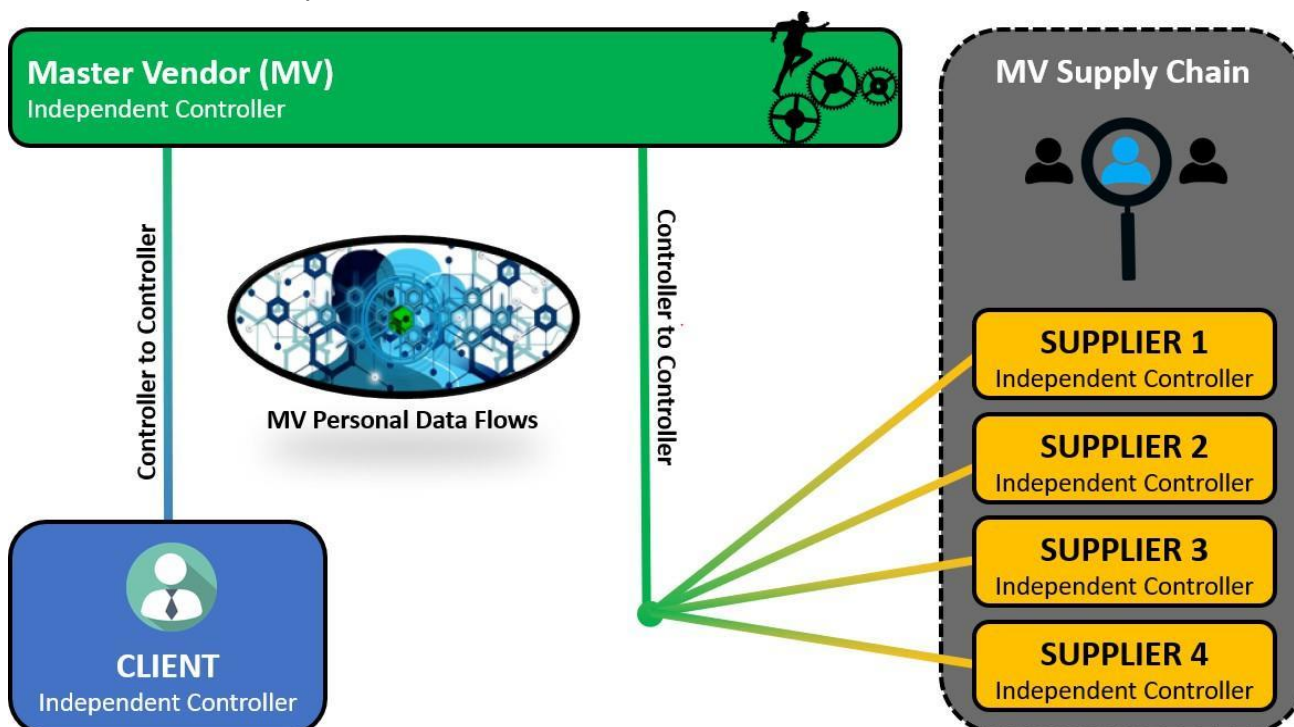 Master Vendor (MV)
Independent Controller
MV Supply Chain
Controller to Controller
Controller to Controller
MV Personal Data Flows
SUPPLIER 1
Independent Controller
SUPPLIER 2
Independent Controller
SUPPLIER 3
Independent Controller
SUPPLIER 4
Independent Controller
CLIENT
Independent Controller